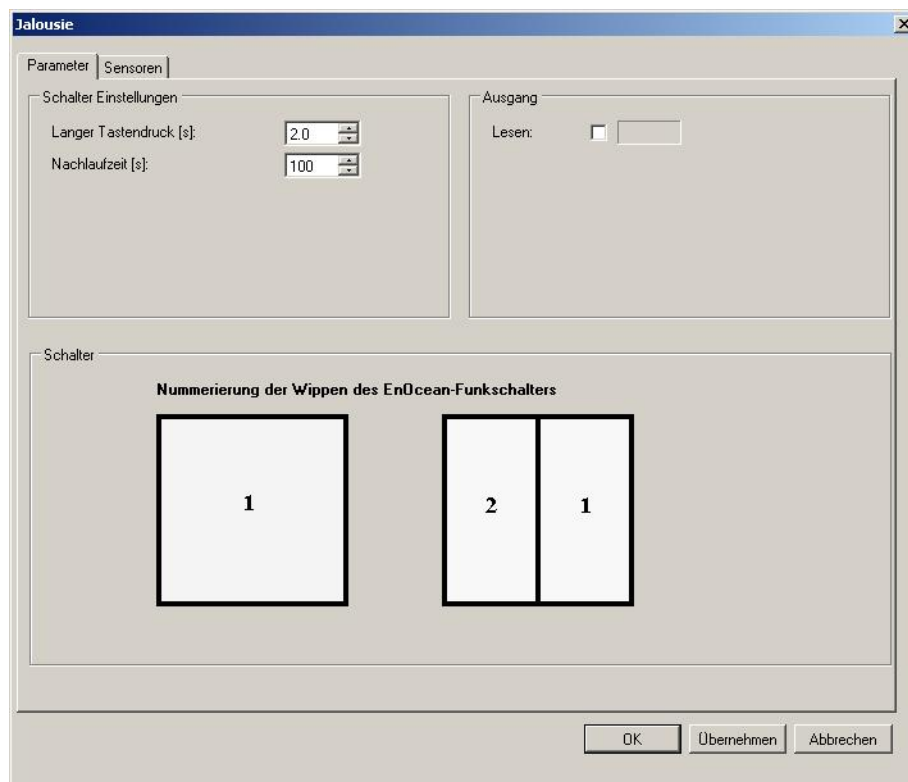 Jalousie
Parameter Sensoren
Schalter Einstellungen
Langer Tastendruck [s]: 2.0
Nachlaufzeit [s]: 100
Ausgang
Lesen:
Schalter
Nummerierung der Wippen des EnOcean-Funkschalters
1
2 1
OK Übernehmen Abbrechen